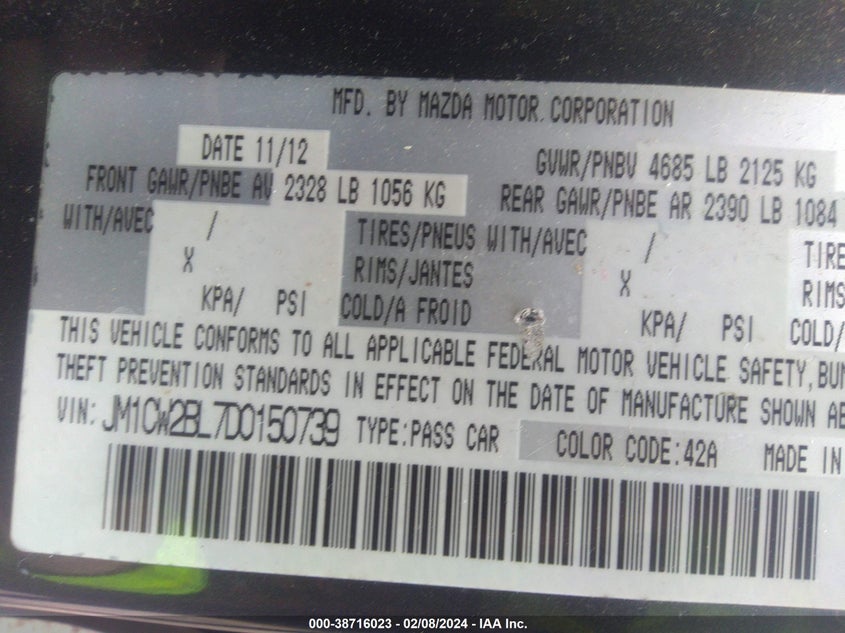 MFD. BY MAZDA MOTOR CORPORATION
DATE 11/12 GVWR/PNBV 4685 LB 2125 KG
FRONT GAWR/PNBE AV 2328 LB 1056 KG REAR GAWR/PNBE AR 2390 LB 1084
WITH/AVEC / TIRES/PNEUS WITH/AVEC / TIRE
X RIMS/JANTES X RIMS
KPA/ PSI COLD/A FROID KPA/ PSI COLD/
THIS VEHICLE CONFORMS TO ALL APPLICABLE FEDERAL MOTOR VEHICLE SAFETY, BUM
THEFT PREVENTION STANDARDS IN EFFECT ON THE DATE OF MANUFACTURE SHOWN AB
VIN: JM1CW2BL7D0150739 TYPE:PASS CAR COLOR CODE:42A MADE IN
000-38716023 - 02/08/2024 - IAA Inc.